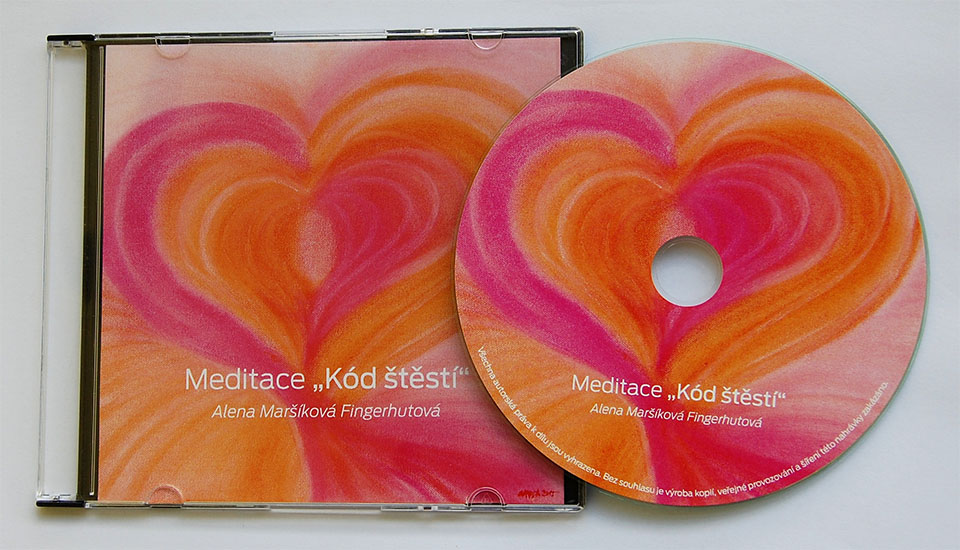 Meditace „Kód štěstí“
Alena Maršíková Fingerhutová
Meditace „Kód štěstí“
Alena Maršíková Fingerhutová
Všechna autorská práva k dílu jsou vyhrazena. Bez souhlasu je výroba kopií, veřejné provozování a šíření této nahrávky zakázáno.